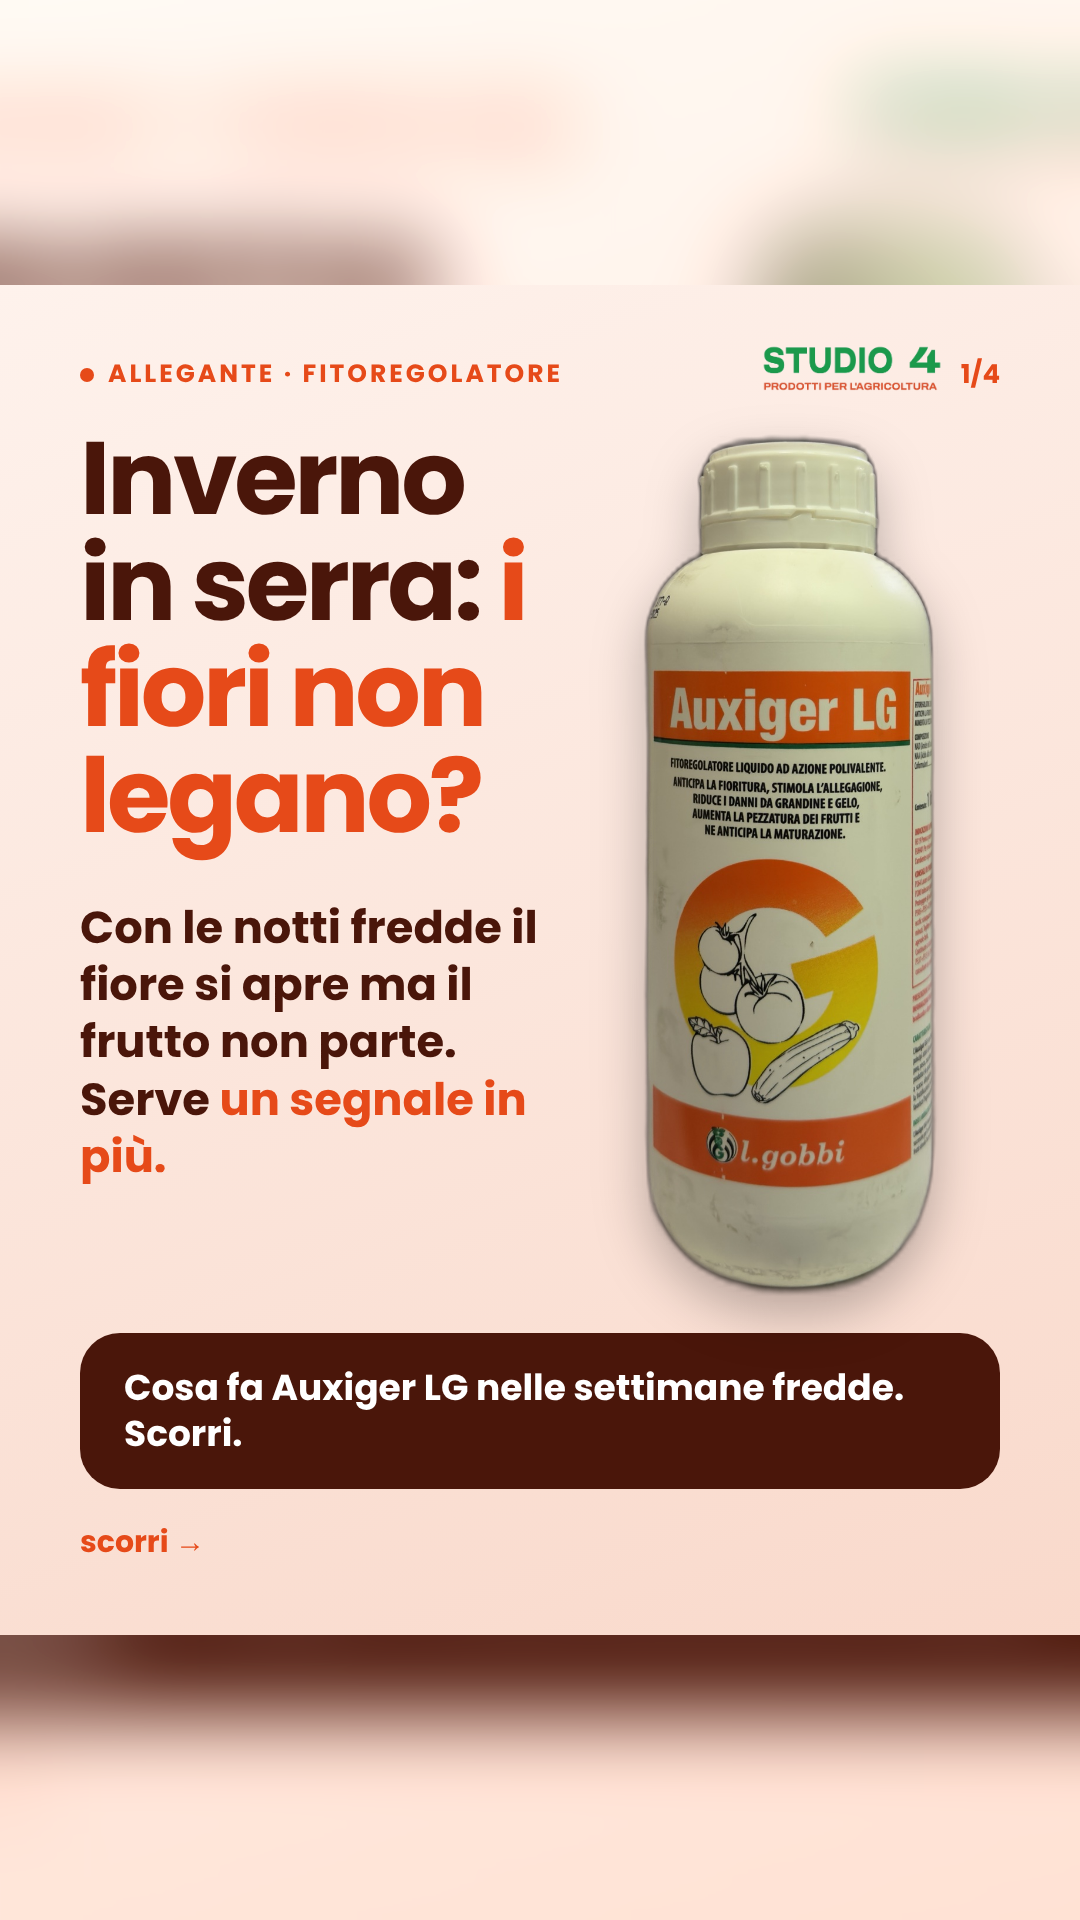 ALLEGANTE · FITOREGOLATORE
STUDIO 4
PRODOTTI PER L'AGRICOLTURA
1/4
Inverno
in serra: i
fiori non
legano?
Con le notti fredde il
fiore si apre ma il
frutto non parte.
Serve un segnale in
più.
Auxiger LG
FITOREGOLATORE LIQUIDO AD AZIONE POLIVALENTE.
ANTICIPA LA FIORITURA, STIMOLA L'ALLEGAGIONE,
RIDUCE I DANNI DA GRANDINE E GELO,
AUMENTA LA PEZZATURA DEI FRUTTI E
NE ANTICIPA LA MATURAZIONE.
l.gobbi
Cosa fa Auxiger LG nelle settimane fredde.
Scorri.
scorri →